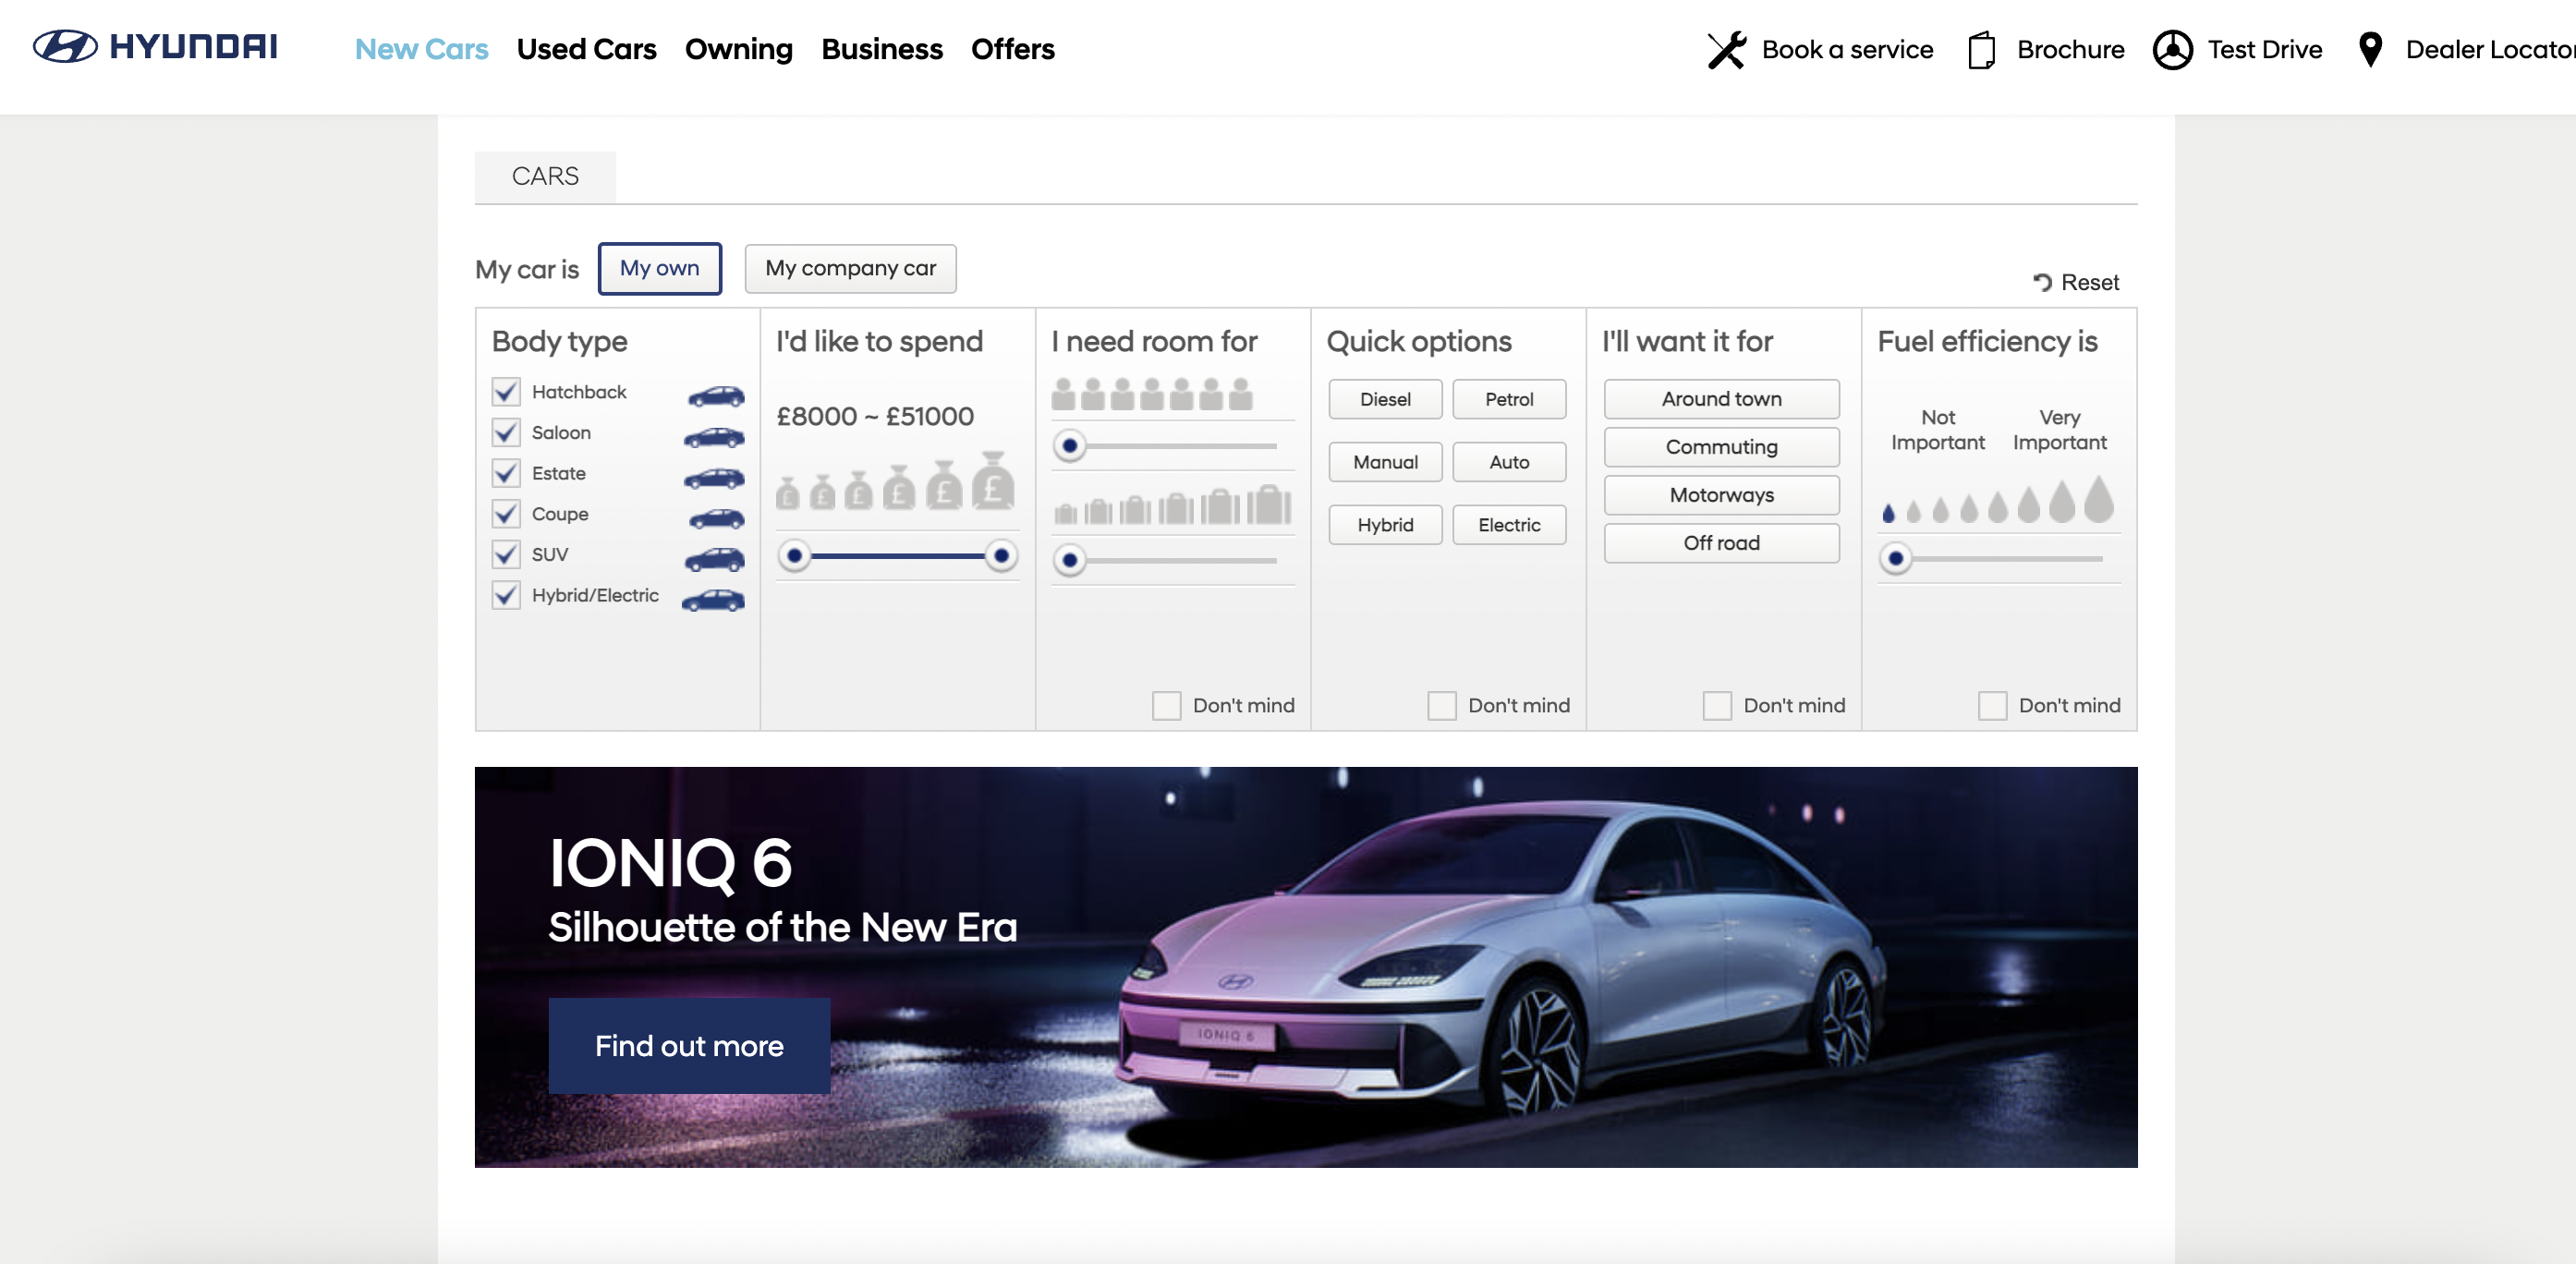 HYUNDAI
New Cars Used Cars Owning Business Offers
Book a service Brochure Test Drive Dealer Locator
CARS
My car is My own My company car
Reset
Body type
Hatchback
Saloon
Estate
Coupe
SUV
Hybrid/Electric
I'd like to spend
£8000 ~ £51000
£ £ £ £ £ £
I need room for
Don't mind
Quick options
Diesel Petrol
Manual Auto
Hybrid Electric
Don't mind
I'll want it for
Around town
Commuting
Motorways
Off road
Don't mind
Fuel efficiency is
Not Important
Very Important
Don't mind
IONIQ 6
Silhouette of the New Era
Find out more
IONIQ 6